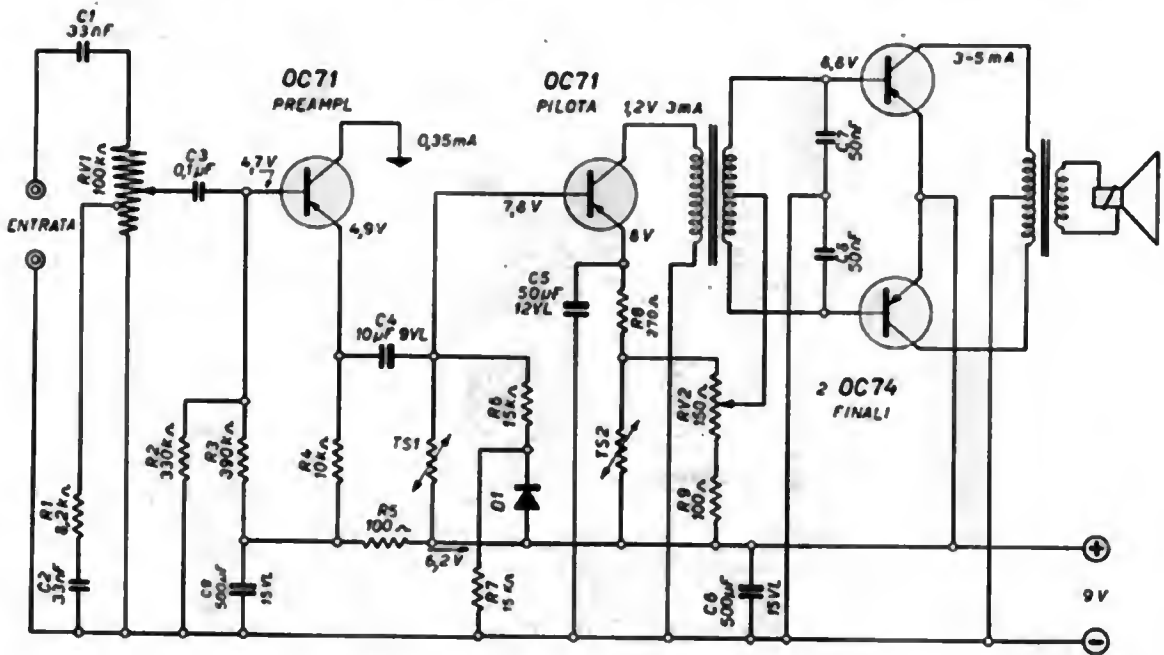 C1
33nF
OC71
PREAMPL
OC71
PILOTA
8,8V
3-5mA
1,2V 3mA
0,35mA
RV1
100kΩ
C3
0,1µF
4,7V
C7
50nF
ENTRATA
4,9V
7,8V
8V
C8
50nF
C5
50µF
12VL
R8
270Ω
C4
10µF 9VL
2 OC74
FINALI
R6
15kΩ
RV2
150Ω
R2
330kΩ
R3
390kΩ
R4
10kΩ
TS1
TS2
R1
8,2kΩ
D1
R9
100Ω
R5
100Ω
6,2V
+
C2
33nF
C9
500µF
15VL
R7
15KΩ
C6
500µF
15VL
9V
−